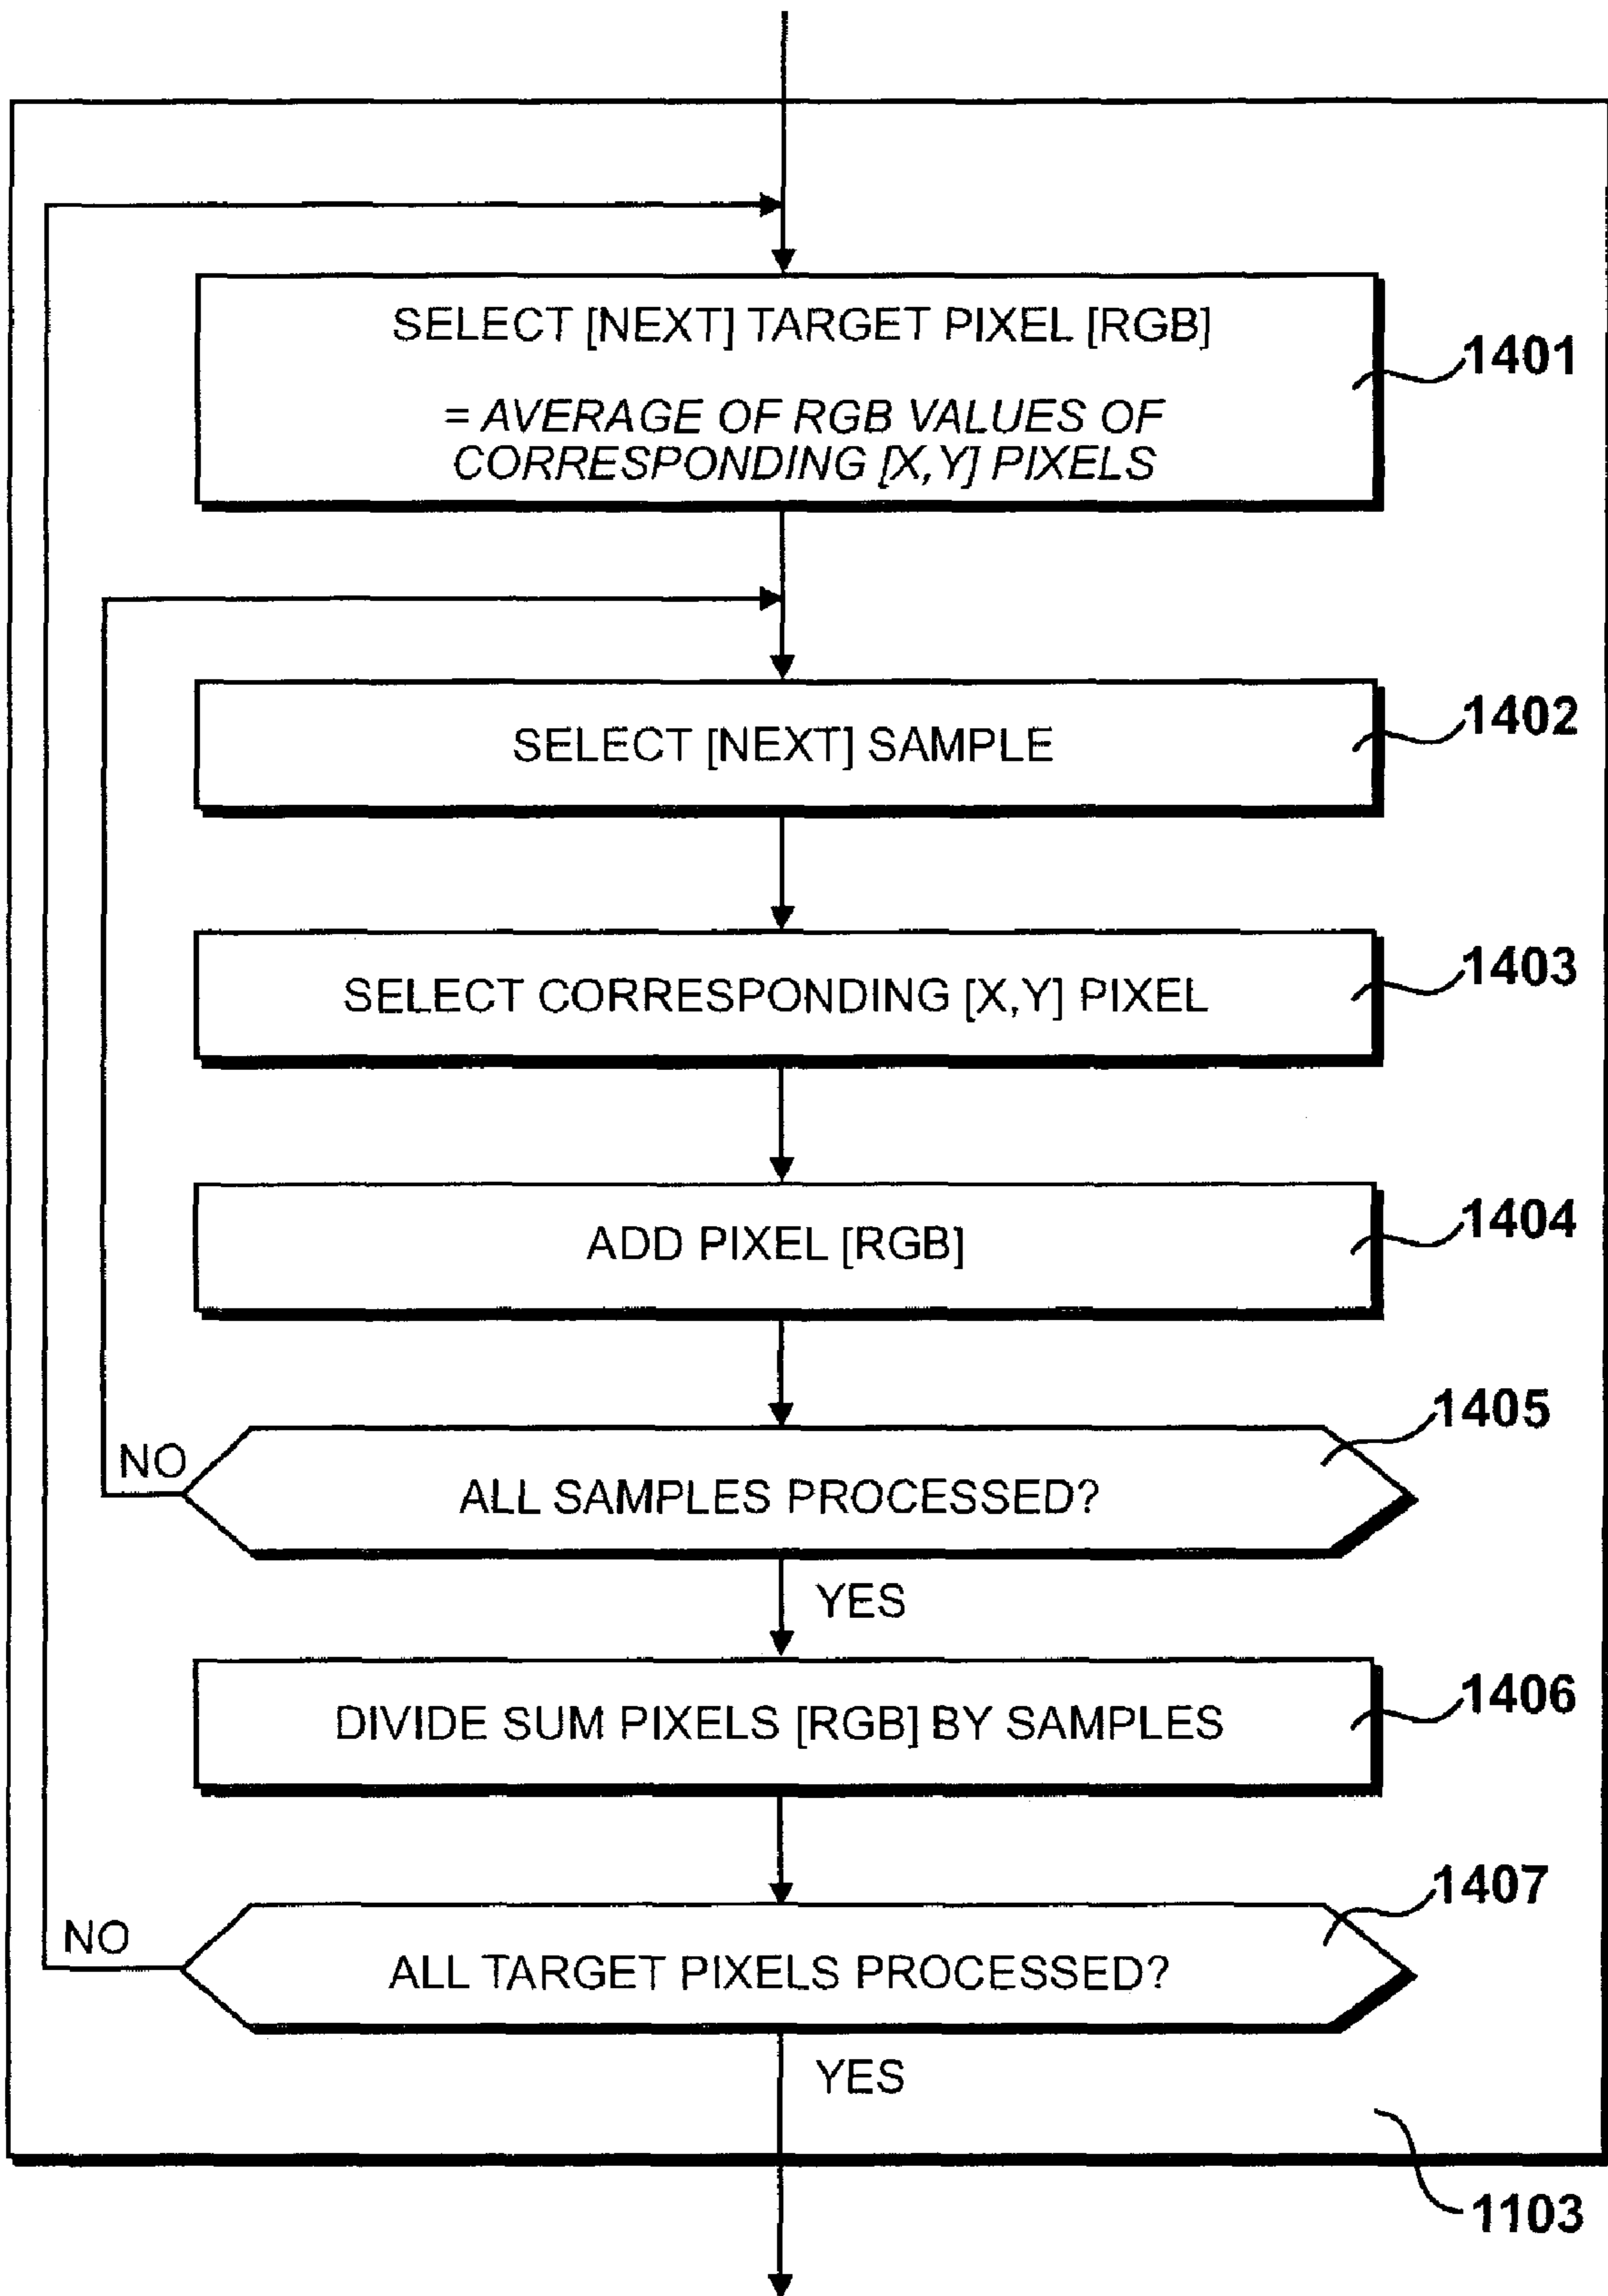 SELECT [NEXT] TARGET PIXEL [RGB]
= AVERAGE OF RGB VALUES OF
CORRESPONDING [X,Y] PIXELS
1401
SELECT [NEXT] SAMPLE
1402
SELECT CORRESPONDING [X,Y] PIXEL
1403
ADD PIXEL [RGB]
1404
1405
NO
ALL SAMPLES PROCESSED?
YES
DIVIDE SUM PIXELS [RGB] BY SAMPLES
1406
1407
NO
ALL TARGET PIXELS PROCESSED?
YES
1103